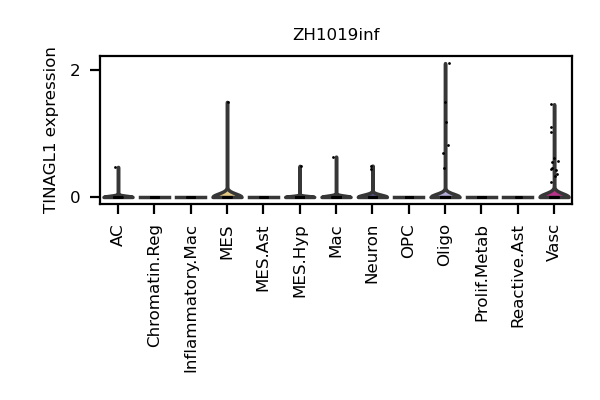 ZH1019inf
TINAGL1 expression
2
0
AC
Chromatin.Reg
Inflammatory.Mac
MES
MES.Ast
MES.Hyp
Mac
Neuron
OPC
Oligo
Prolif.Metab
Reactive.Ast
Vasc